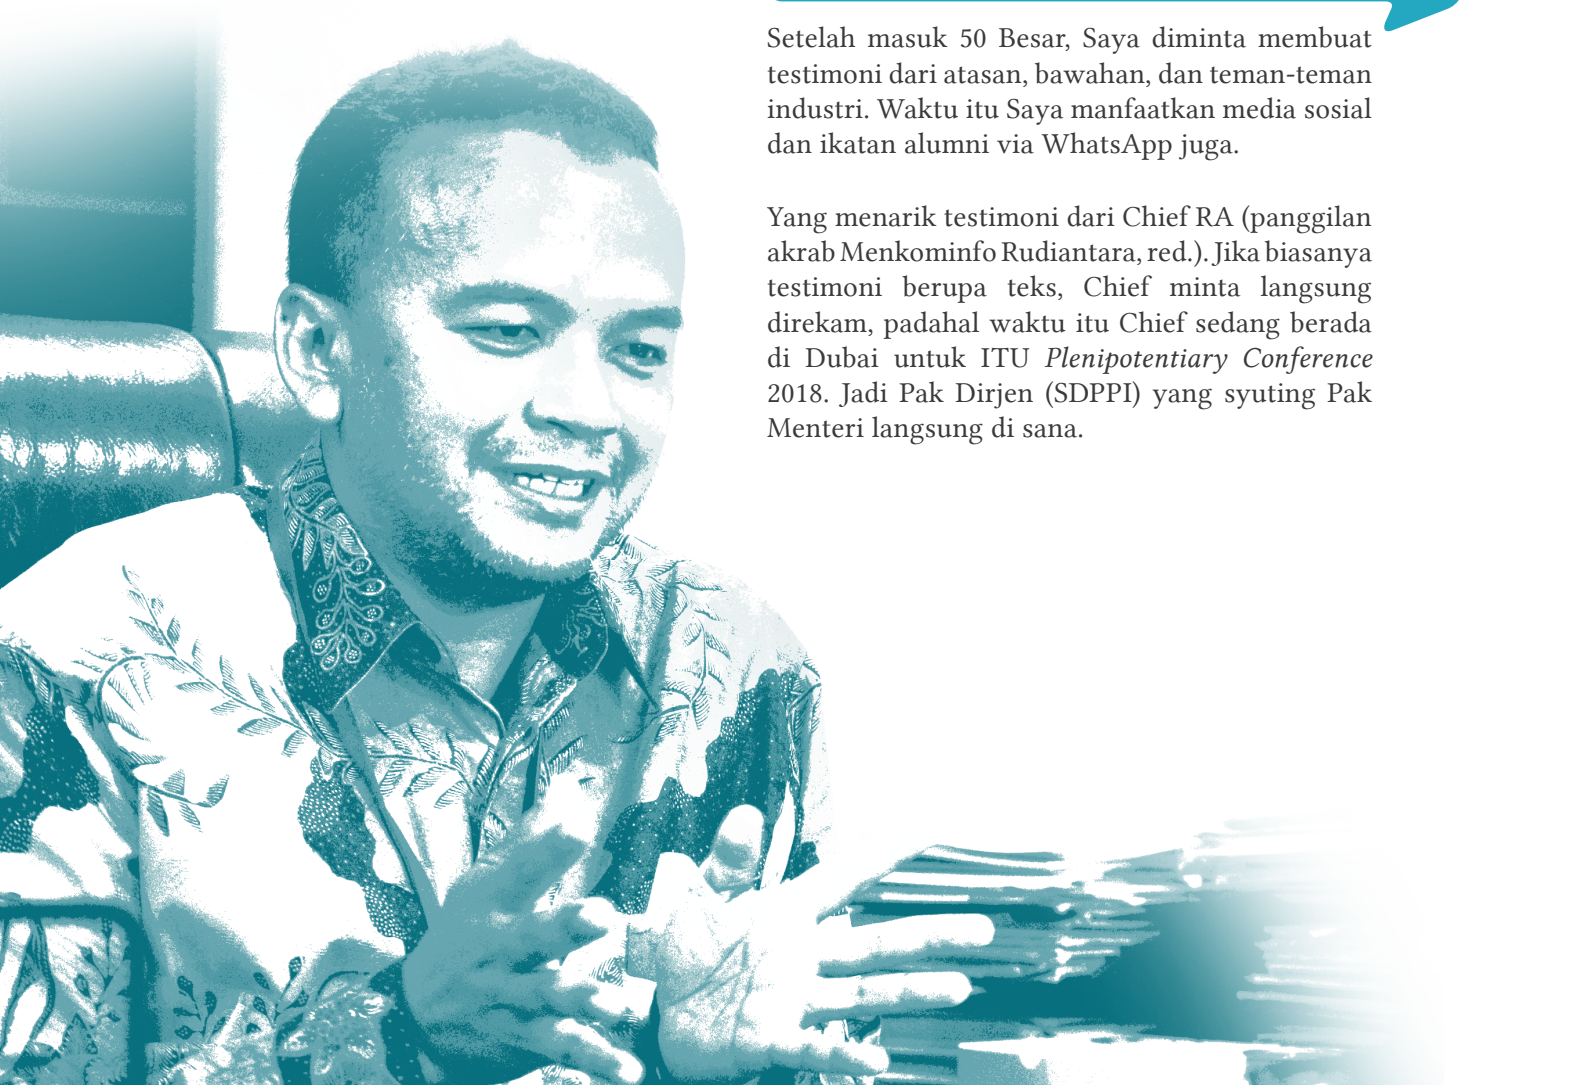 Setelah masuk 50 Besar, Saya diminta membuat
testimoni dari atasan, bawahan, dan teman-teman
industri. Waktu itu Saya manfaatkan media sosial
dan ikatan alumni via WhatsApp juga.
Yang menarik testimoni dari Chief RA (panggilan
akrab Menkominfo Rudiantara, red.). Jika biasanya
testimoni berupa teks, Chief minta langsung
direkam, padahal waktu itu Chief sedang berada
di Dubai untuk ITU Plenipotentiary Conference
2018. Jadi Pak Dirjen (SDPPI) yang syuting Pak
Menteri langsung di sana.